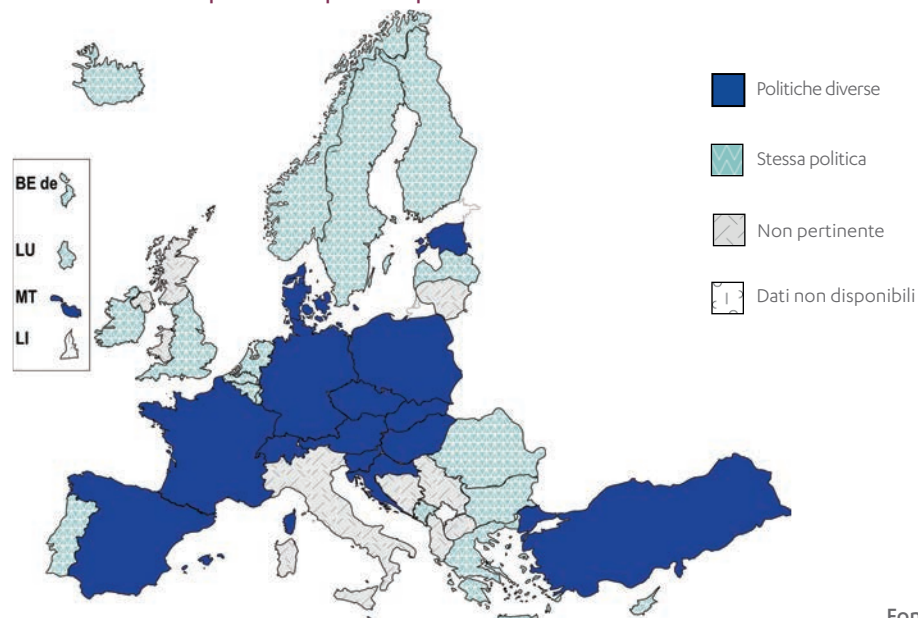 BE de
LU
MT
LI
Politiche diverse
Stessa politica
Non pertinente
Dati non disponibili